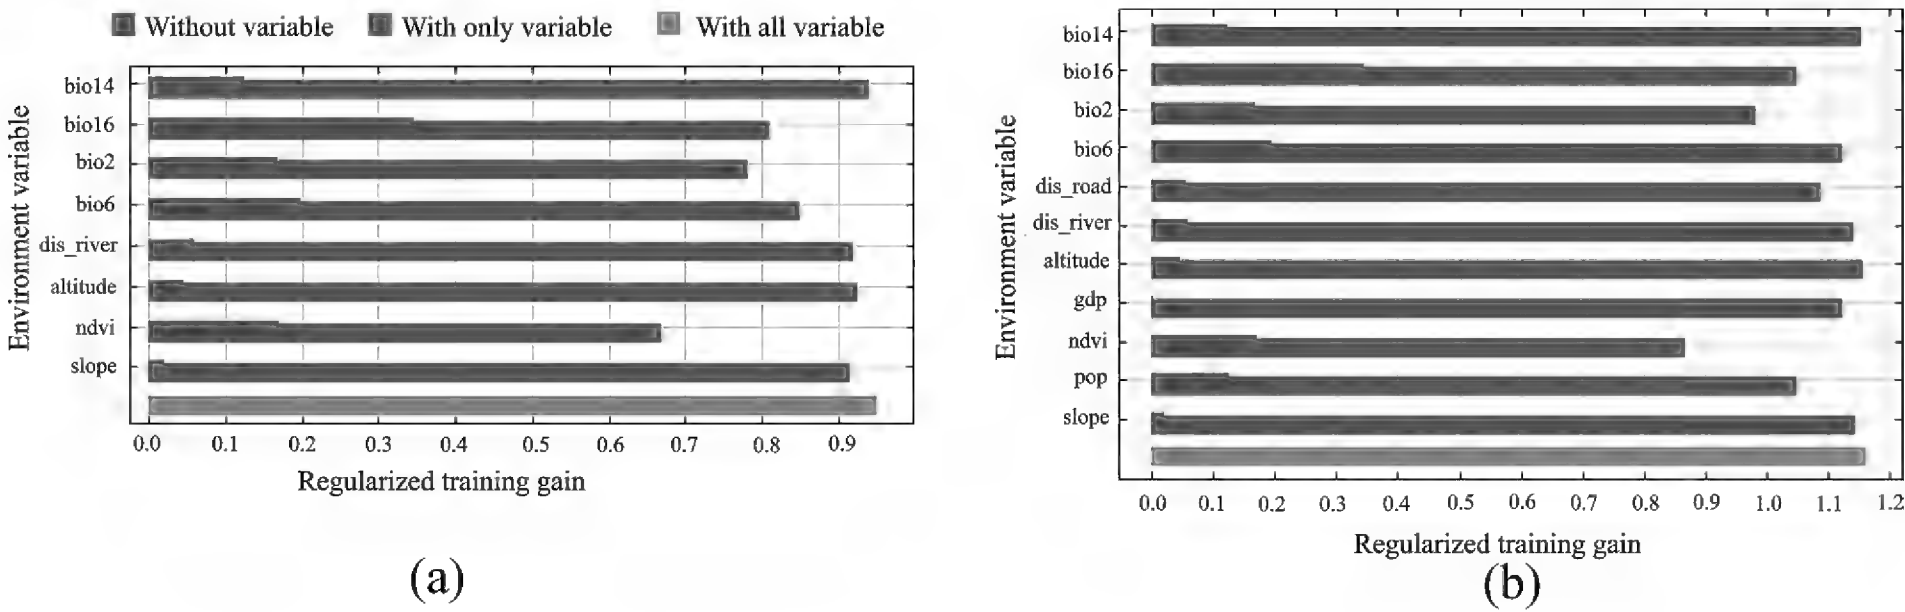 Without variable With only variable With all variable
Environment variable
bio14
bio16
bio2
bio6
dis_river
altitude
ndvi
slope
0.0 0.1 0.2 0.3 0.4 0.5 0.6 0.7 0.8 0.9
Regularized training gain
(a)
Environment variable
bio14
bio16
bio2
bio6
dis_road
dis_river
altitude
gdp
ndvi
pop
slope
0.0 0.1 0.2 0.3 0.4 0.5 0.6 0.7 0.8 0.9 1.0 1.1 1.2
Regularized training gain
(b)